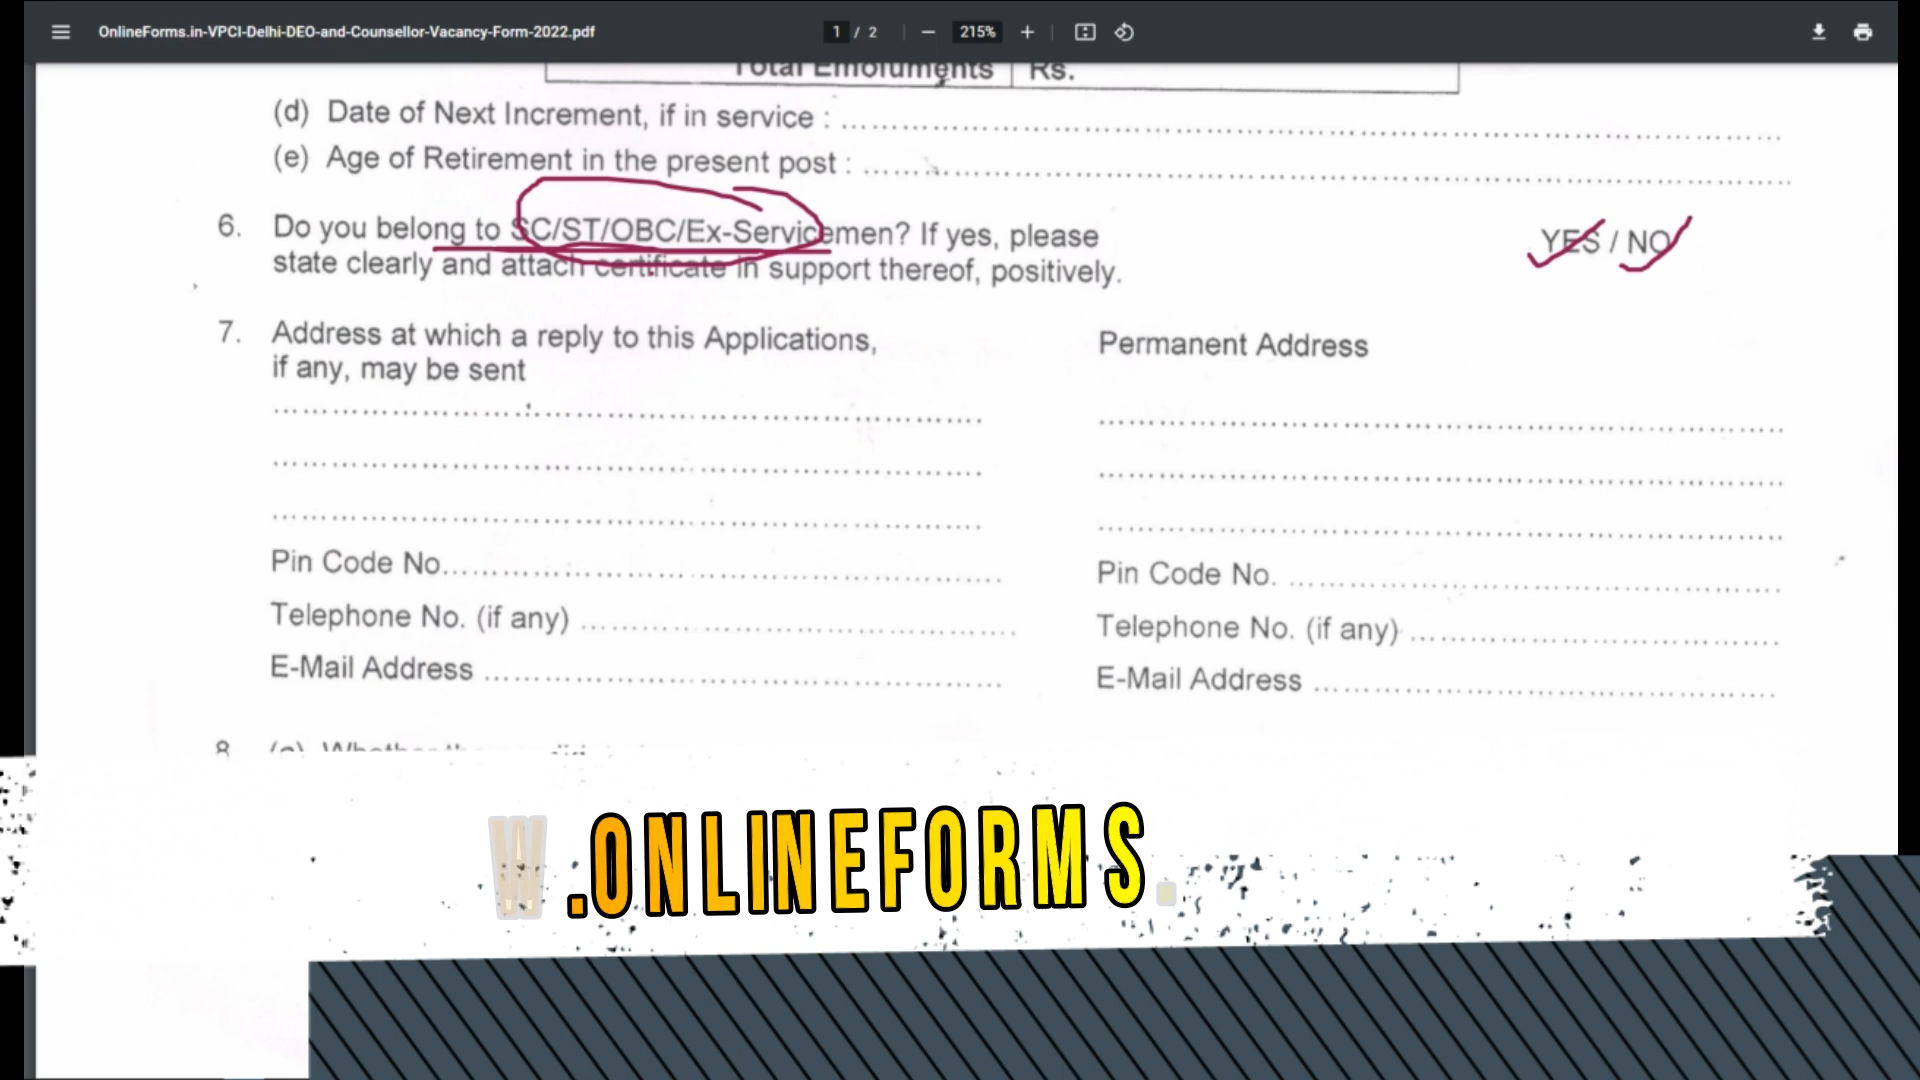 OnlineForms.in-VPCI-Delhi-DEO-and-Counsellor-Vacancy-Form-2022.pdf
1 / 2
215%
Total Emoluments Rs.
(d) Date of Next Increment, if in service :
(e) Age of Retirement in the present post :
6. Do you belong to SC/ST/OBC/Ex-Servicemen? If yes, please YES / NO
state clearly and attach certificate in support thereof, positively.
7. Address at which a reply to this Applications,
if any, may be sent
Permanent Address
Pin Code No.
Telephone No. (if any)
E-Mail Address
Pin Code No.
Telephone No. (if any)
E-Mail Address
8 (a) Whether
W.ONLINEFORMS.